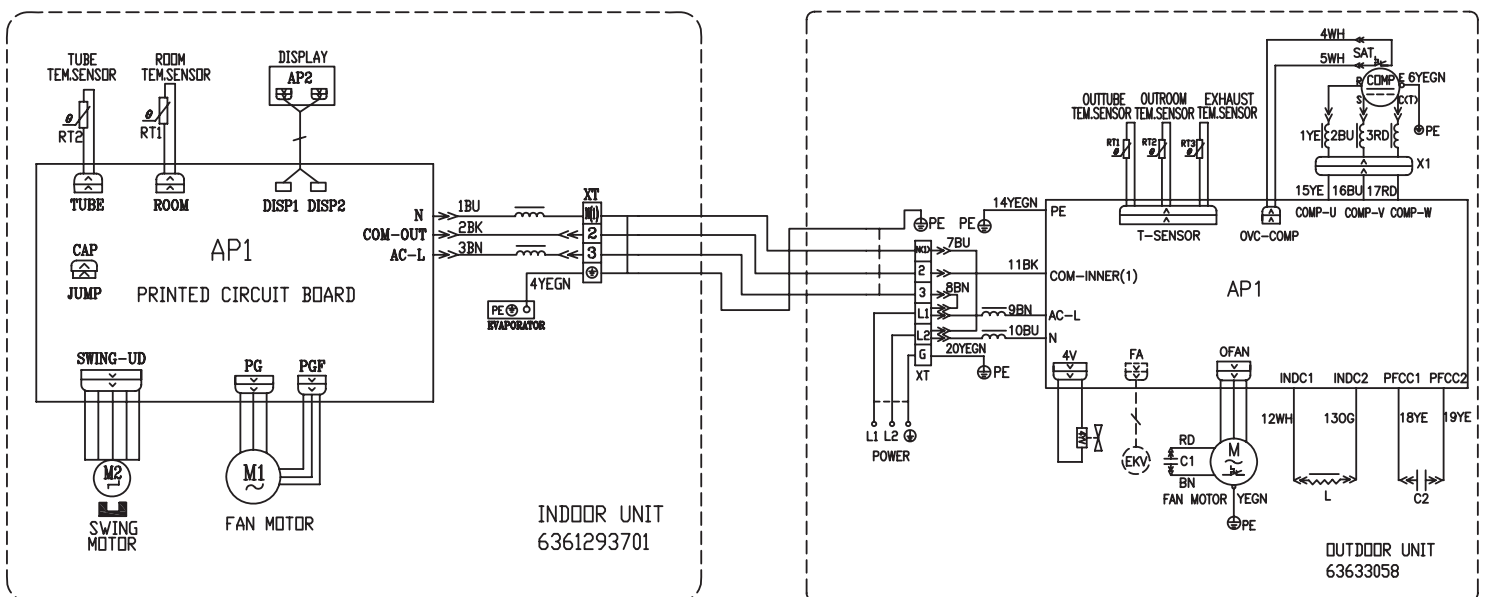 TUBE
TEM.SENSOR
ROOM
TEM.SENSOR
DISPLAY
AP2
θ
RT2
θ
RT1
TUBE
ROOM
DISP1 DISP2
CAP
JUMP
AP1
PRINTED CIRCUIT BOARD
N
COM-OUT
AC-L
1BU
2BK
3BN
XT
N(1)
2
3
4YEGN
PE
EVAPORATOR
SWING-UD
PG
PGF
M2
M1
~
SWING
MOTOR
FAN MOTOR
INDOOR UNIT
6361293701
4WH
5WH
SAT
COMP
R
S
E
C(T)
6YEGN
PE
1YE
2BU
3RD
X1
15YE
16BU
17RD
COMP-U COMP-V COMP-W
OUTTUBE
TEM.SENSOR
OUTROOM
TEM.SENSOR
EXHAUST
TEM.SENSOR
RT1
θ
RT2
θ
RT3
θ
T-SENSOR
OVC-COMP
PE
PE
14YEGN
PE
N(1)
7BU
2
11BK
COM-INNER(1)
3
8BN
L1
9BN
AC-L
L2
10BU
N
G
20YEGN
PE
XT
AP1
L1 L2
POWER
4V
FA
OFAN
INDC1
INDC2
PFCC1
PFCC2
4V
EKV
RD
C1
BN
M
~
FAN MOTOR
YEGN
PE
12WH
13OG
L
18YE
19YE
C2
OUTDOOR UNIT
63633058